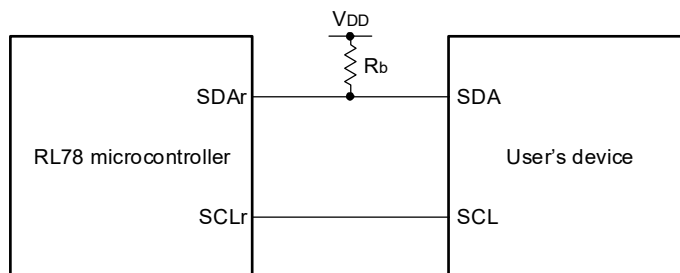 VDD
Rb
SDAr
SDA
RL78 microcontroller
User's device
SCLr
SCL